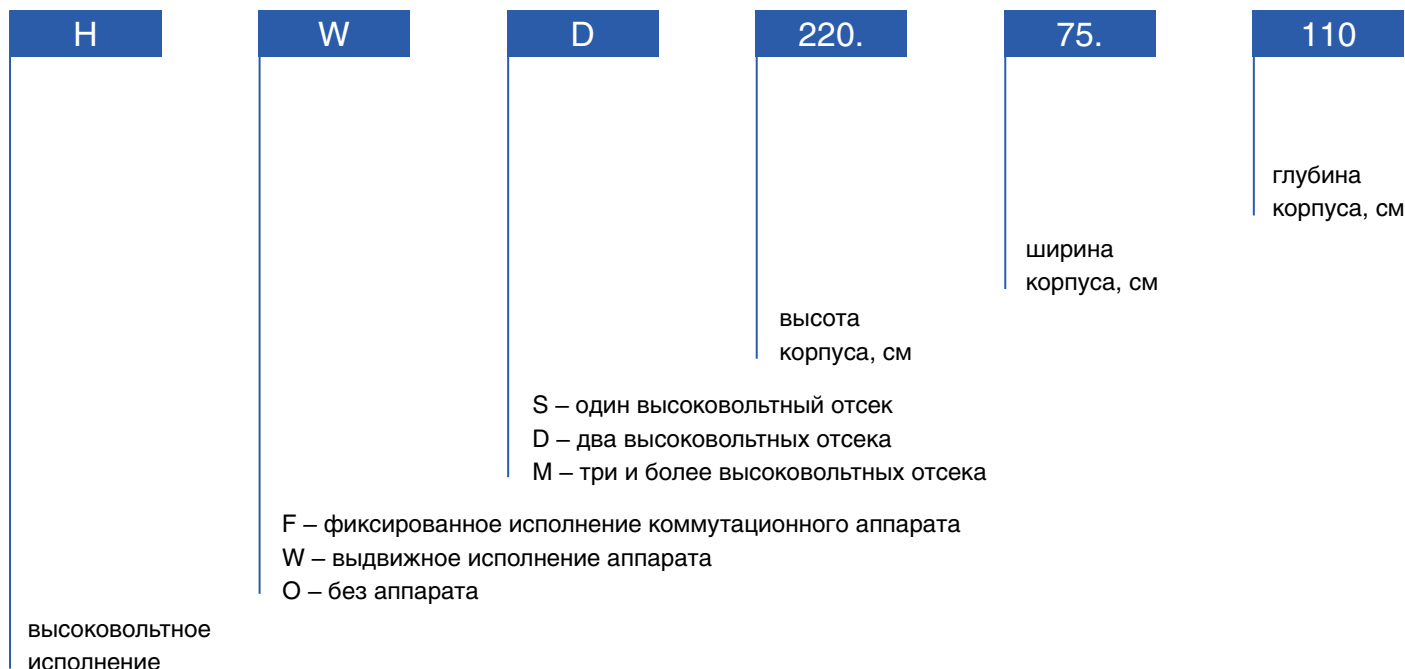 H W D 220. 75. 110
глубина
корпуса, см
ширина
корпуса, см
высота
корпуса, см
S – один высоковольтный отсек
D – два высоковольтных отсека
M – три и более высоковольтных отсека
F – фиксированное исполнение коммутационного аппарата
W – выдвижное исполнение аппарата
O – без аппарата
высоковольтное
исполнение